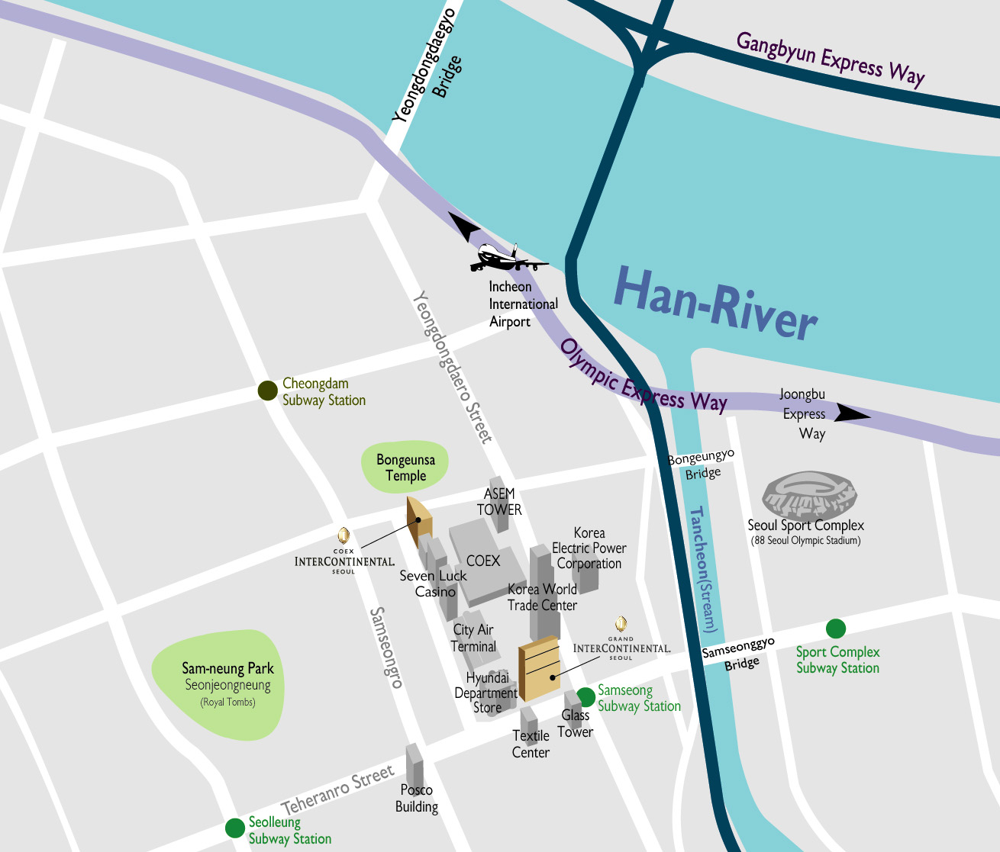 Yeongdongdaegyo
Bridge
Gangbyun Express Way
Han-River
Incheon
International
Airport
Yeongdongdaero Street
Olympic Express Way
Joongbu
Express
Way
Cheongdam
Subway Station
Bongeunsa
Temple
Bongeungyo
Bridge
ASEM
TOWER
Seoul Sport Complex
(88 Seoul Olympic Stadium)
Tancheon(Stream)
COEX
INTERCONTINENTAL.
SEOUL
COEX
Korea
Electric Power
Corporation
Seven Luck
Casino
Korea World
Trade Center
Samseongro
City Air
Terminal
GRAND
INTERCONTINENTAL.
SEOUL
Samseonggyo
Bridge
Sport Complex
Subway Station
Sam-neung Park
Seonjeongneung
(Royal Tombs)
Hyundai
Department
Store
Samseong
Subway Station
Glass
Tower
Textile
Center
Teheranro Street
Posco
Building
Seolleung
Subway Station